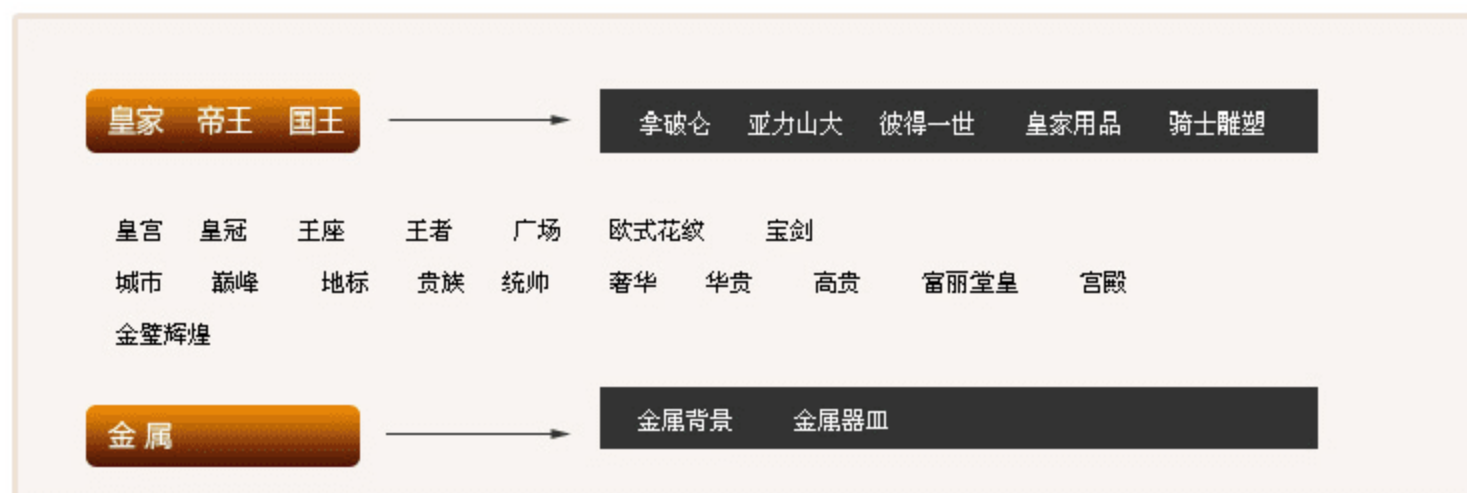 皇家 帝王 国王 拿破仑 亚力山大 彼得一世 皇家用品 骑士雕塑
皇宫 皇冠 王座 王者 广场 欧式花纹 宝剑
城市 巅峰 地标 贵族 统帅 奢华 华贵 高贵 富丽堂皇 宫殿
金璧辉煌
金属 金属背景 金属器皿